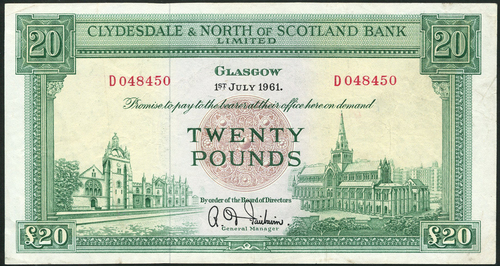 20 CLYDESDALE & NORTH OF SCOTLAND BANK 20
LIMITED
D 048450 GLASGOW D 048450
1ST JULY 1961.
Promise to pay to the bearer at their office here on demand
TWENTY
POUNDS
By order of the Board of Directors
R. D. Fairbairn.
General Manager
£20 £20